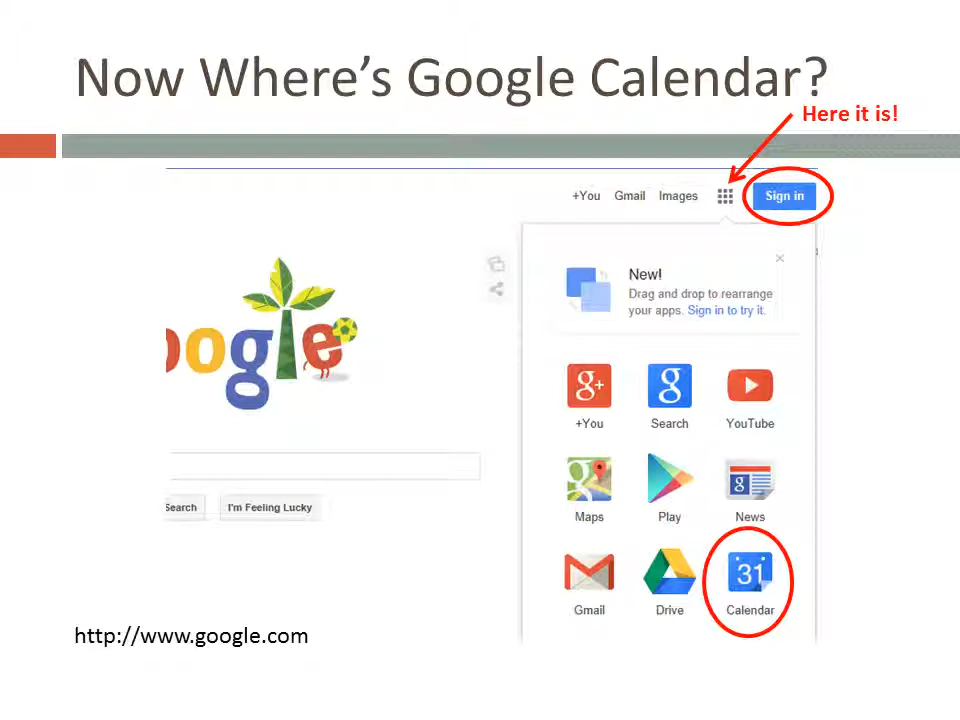 Now Where's Google Calendar?
Here it is!
+You Gmail Images Sign in
New!
Drag and drop to rearrange
your apps. Sign in to try it.
oogle
g+ g
+You Search YouTube
g
Maps Play News
31
Gmail Drive Calendar
Search I'm Feeling Lucky
http://www.google.com